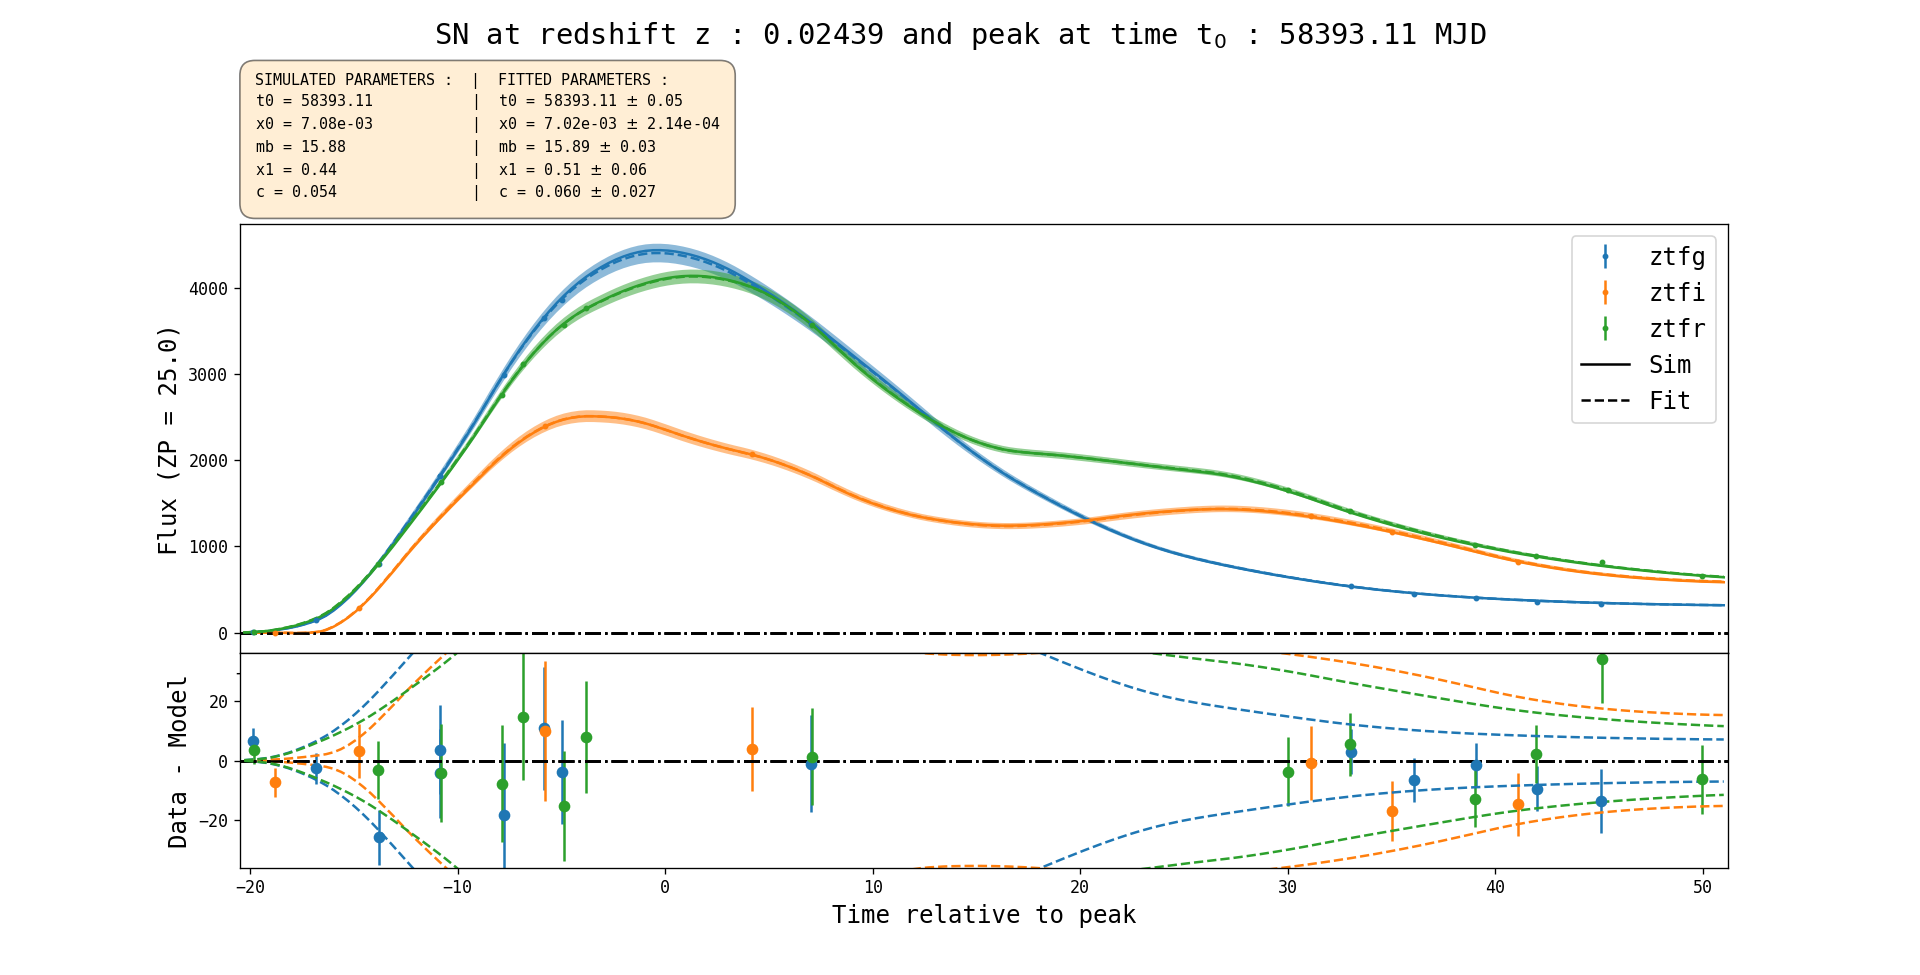 SN at redshift z : 0.02439 and peak at time t₀ : 58393.11 MJD
SIMULATED PARAMETERS : | FITTED PARAMETERS :
t0 = 58393.11 | t0 = 58393.11 ± 0.05
x0 = 7.08e-03 | x0 = 7.02e-03 ± 2.14e-04
mb = 15.88 | mb = 15.89 ± 0.03
x1 = 0.44 | x1 = 0.51 ± 0.06
c = 0.054 | c = 0.060 ± 0.027
Flux (ZP = 25.0)
4000
3000
2000
1000
0
ztfg
ztfi
ztfr
Sim
Fit
Data - Model
20
0
−20
−20 −10 0 10 20 30 40 50
Time relative to peak